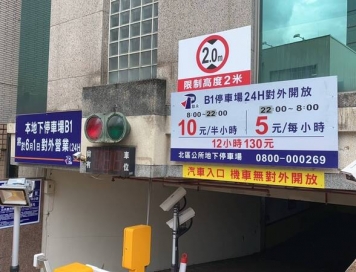 2.0m
限制高度2米
B1停車場24H對外開放
8:00~22:00
22:00~8:00
10元/半小時
5元/每小時
12小時130元
北區公所地下停車場 0800-000269
汽車入口 機車無對外開放
本地下停車場B1
6月1日對外營業(24H